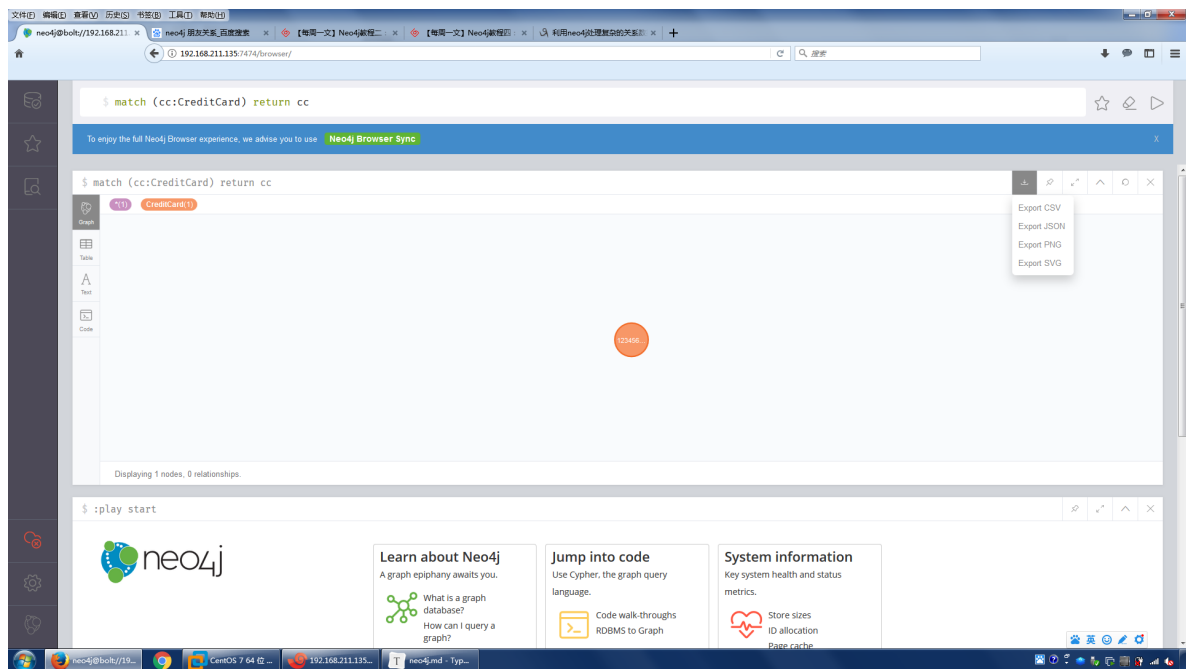 文件(F) 编辑(E) 查看(V) 历史(S) 书签(B) 工具(T) 帮助(H)
neo4j@bolt://192.168.211. × neo4j 朋友关系_百度搜索 × 【每周一文】Neo4j教程二 × 【每周一文】Neo4j教程四 × 利用neo4j处理复杂的关系 ×
192.168.211.135:7474/browser/
搜索
$ match (cc:CreditCard) return cc
To enjoy the full Neo4j Browser experience, we advise you to use Neo4j Browser Sync x
$ match (cc:CreditCard) return cc
*(1) CreditCard(1)
Graph
Table
A
Text
Code
Export CSV
Export JSON
Export PNG
Export SVG
123456...
Displaying 1 nodes, 0 relationships.
$ :play start
neo4j
Learn about Neo4j
A graph epiphany awaits you.
What is a graph
database?
How can I query a
graph?
Jump into code
Use Cypher, the graph query
language.
Code walk-throughs
RDBMS to Graph
System information
Key system health and status
metrics.
Store sizes
ID allocation
Page cache
英
neo4j@bolt://19... CentOS 7 64 位 ... 192.168.211.135... T neo4j.md - Typ...